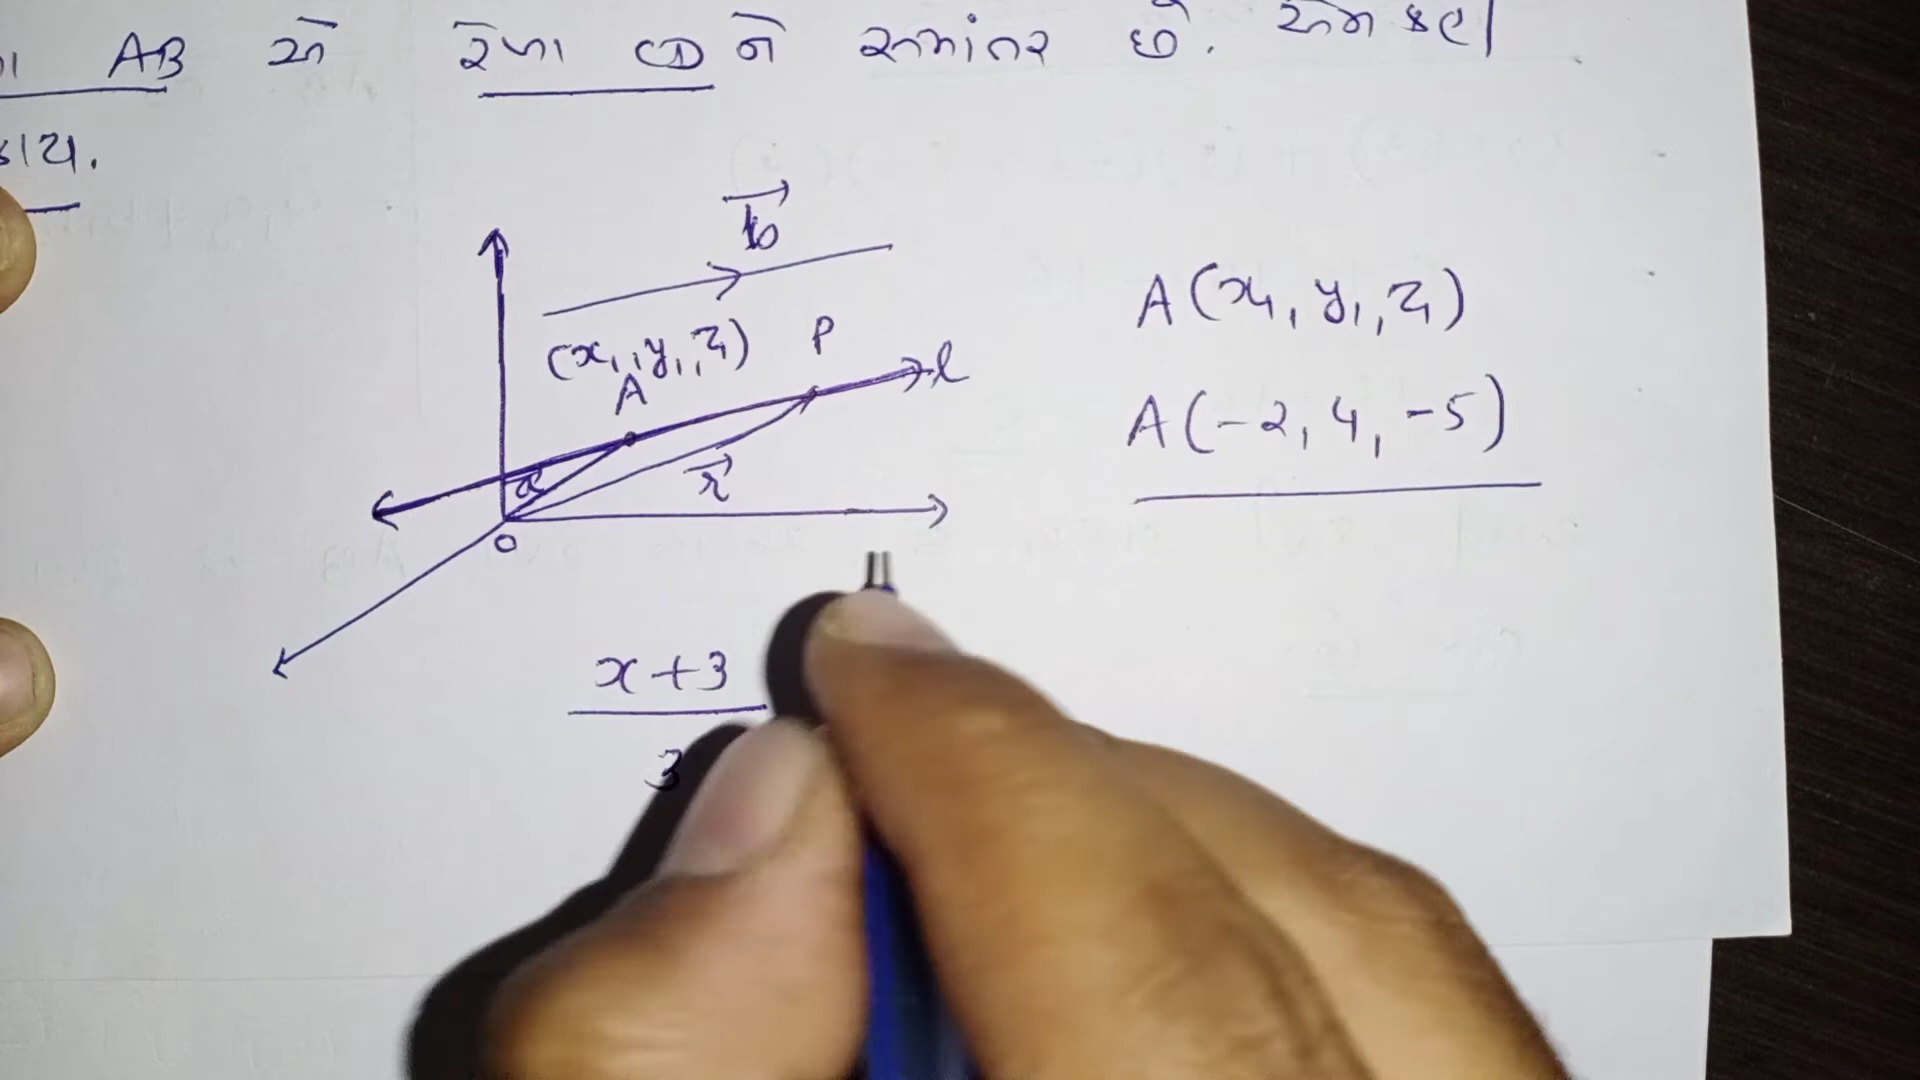 AB એ રેખા CD ને સમાંતર છે. એમ કહી
કાય.
b
(x₁, y₁, z₁) P
A l
A(x₁, y₁, z₁)
A(-2, 4, -5)
a r
O
x+3
3